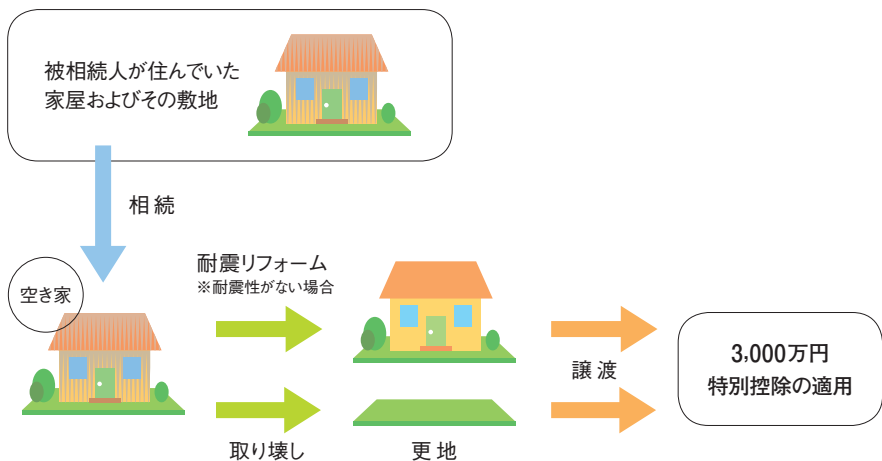 被相続人が住んでいた
家屋およびその敷地
相続
空き家
耐震リフォーム
※耐震性がない場合
譲渡
3,000万円
特別控除の適用
取り壊し
更地